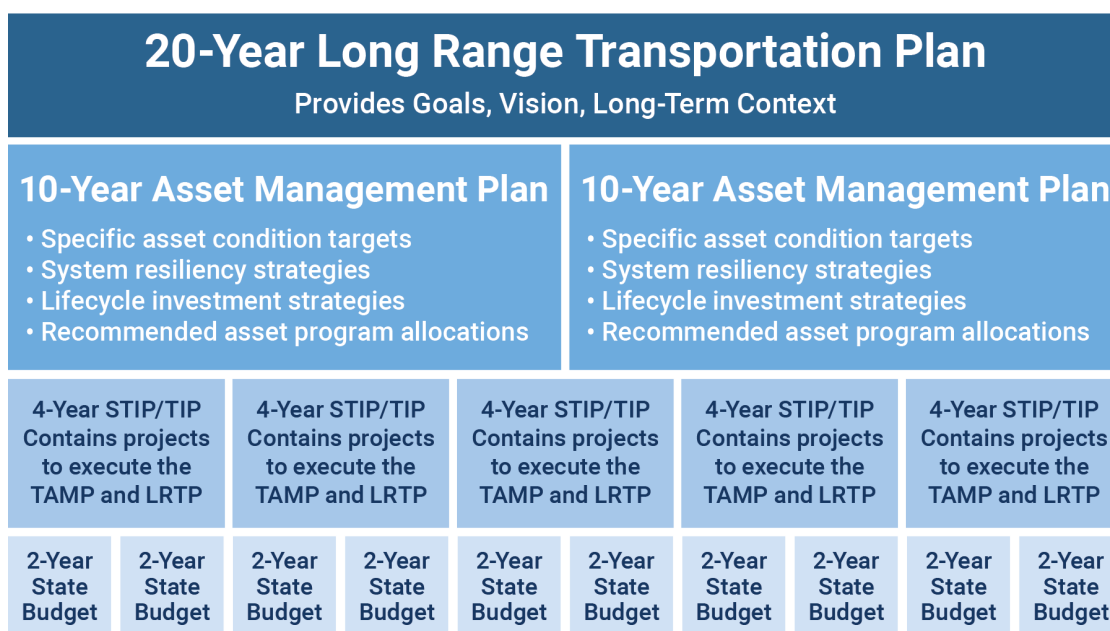 20-Year Long Range Transportation Plan
Provides Goals, Vision, Long-Term Context
10-Year Asset Management Plan
• Specific asset condition targets
• System resiliency strategies
• Lifecycle investment strategies
• Recommended asset program allocations
10-Year Asset Management Plan
• Specific asset condition targets
• System resiliency strategies
• Lifecycle investment strategies
• Recommended asset program allocations
4-Year STIP/TIP
Contains projects
to execute the
TAMP and LRTP
4-Year STIP/TIP
Contains projects
to execute the
TAMP and LRTP
4-Year STIP/TIP
Contains projects
to execute the
TAMP and LRTP
4-Year STIP/TIP
Contains projects
to execute the
TAMP and LRTP
4-Year STIP/TIP
Contains projects
to execute the
TAMP and LRTP
2-Year
State
Budget
2-Year
State
Budget
2-Year
State
Budget
2-Year
State
Budget
2-Year
State
Budget
2-Year
State
Budget
2-Year
State
Budget
2-Year
State
Budget
2-Year
State
Budget
2-Year
State
Budget